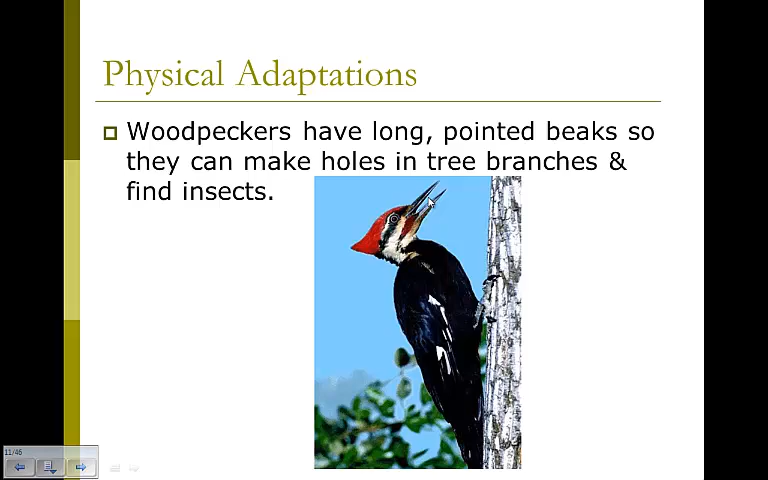 Physical Adaptations
Woodpeckers have long, pointed beaks so
they can make holes in tree branches &
find insects.
11/46